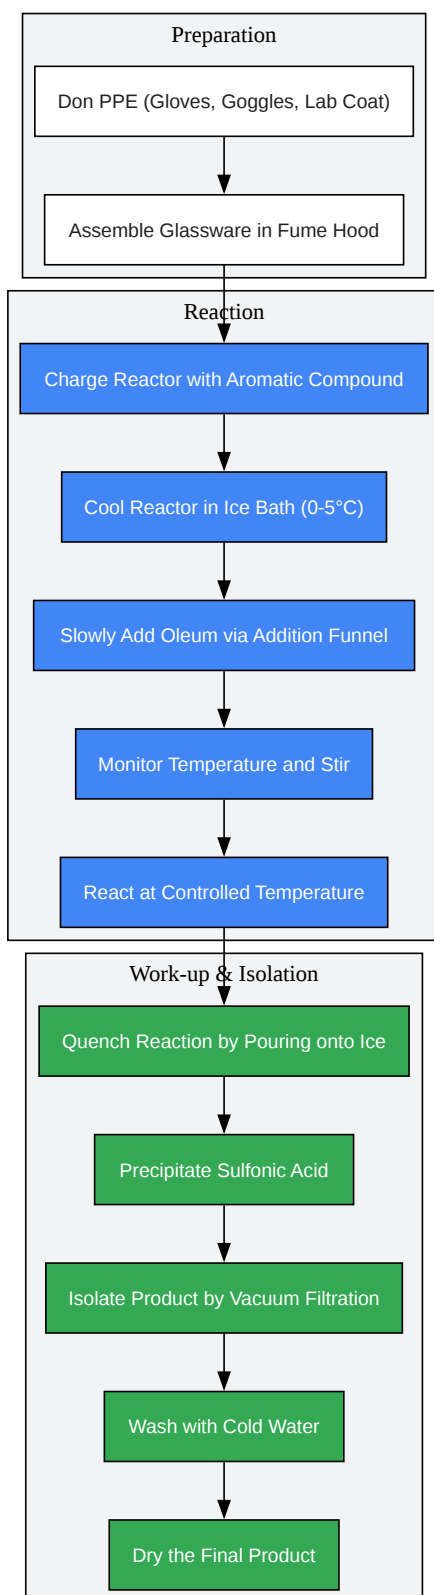 Preparation
Don PPE (Gloves, Goggles, Lab Coat)
Assemble Glassware in Fume Hood
Reaction
Charge Reactor with Aromatic Compound
Cool Reactor in Ice Bath (0-5°C)
Slowly Add Oleum via Addition Funnel
Monitor Temperature and Stir
React at Controlled Temperature
Work-up & Isolation
Quench Reaction by Pouring onto Ice
Precipitate Sulfonic Acid
Isolate Product by Vacuum Filtration
Wash with Cold Water
Dry the Final Product